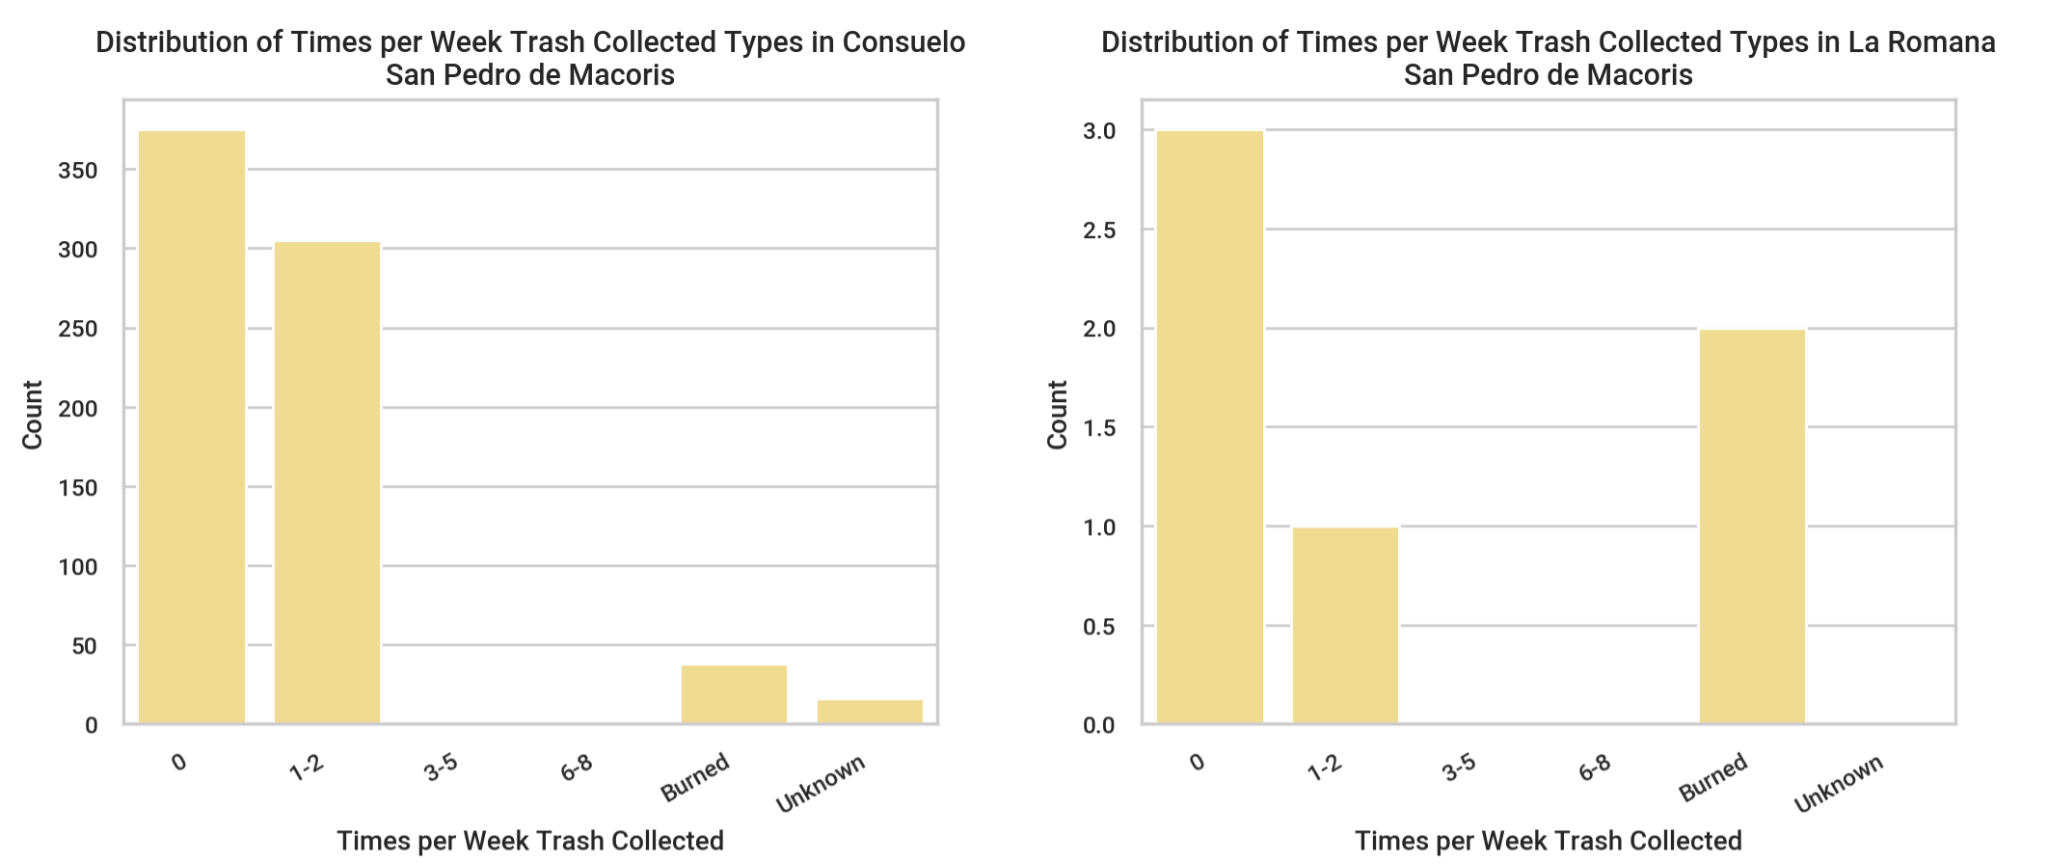 Distribution of Times per Week Trash Collected Types in Consuelo
San Pedro de Macoris
350
300
250
200
150
100
50
0
Count
0
1-2
3-5
6-8
Burned
Unknown
Times per Week Trash Collected
Distribution of Times per Week Trash Collected Types in La Romana
San Pedro de Macoris
3.0
2.5
2.0
1.5
1.0
0.5
0.0
Count
0
1-2
3-5
6-8
Burned
Unknown
Times per Week Trash Collected